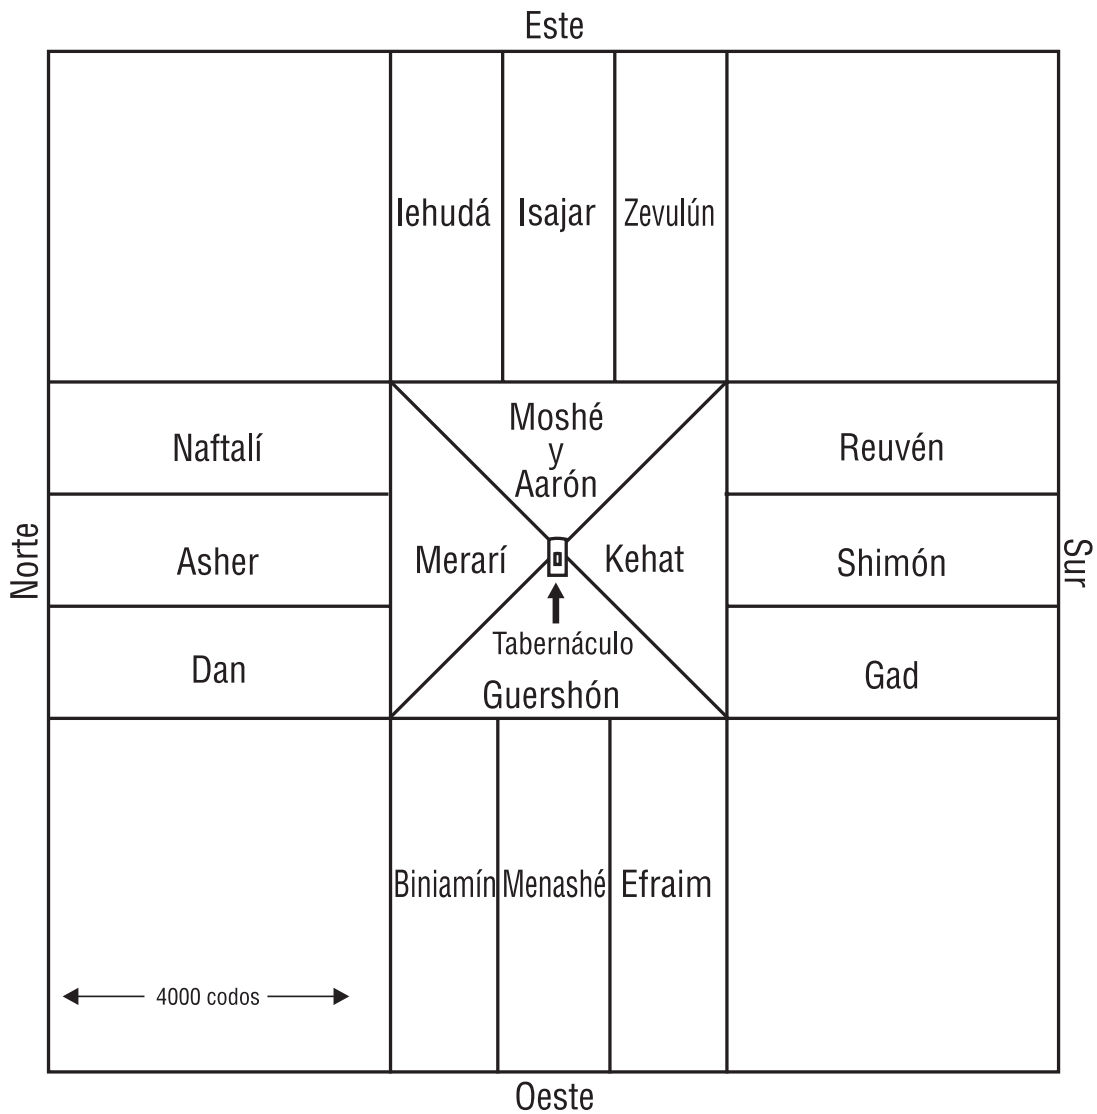 Este
Iehudá
Isajar
Zevulún
Moshé
y
Aarón
Naftalí
Reuvén
Norte
Asher
Merarí
Kehat
Shimón
Sur
Tabernáculo
Dan
Guershón
Gad
Biniamín
Menashé
Efraim
4000 codos
Oeste